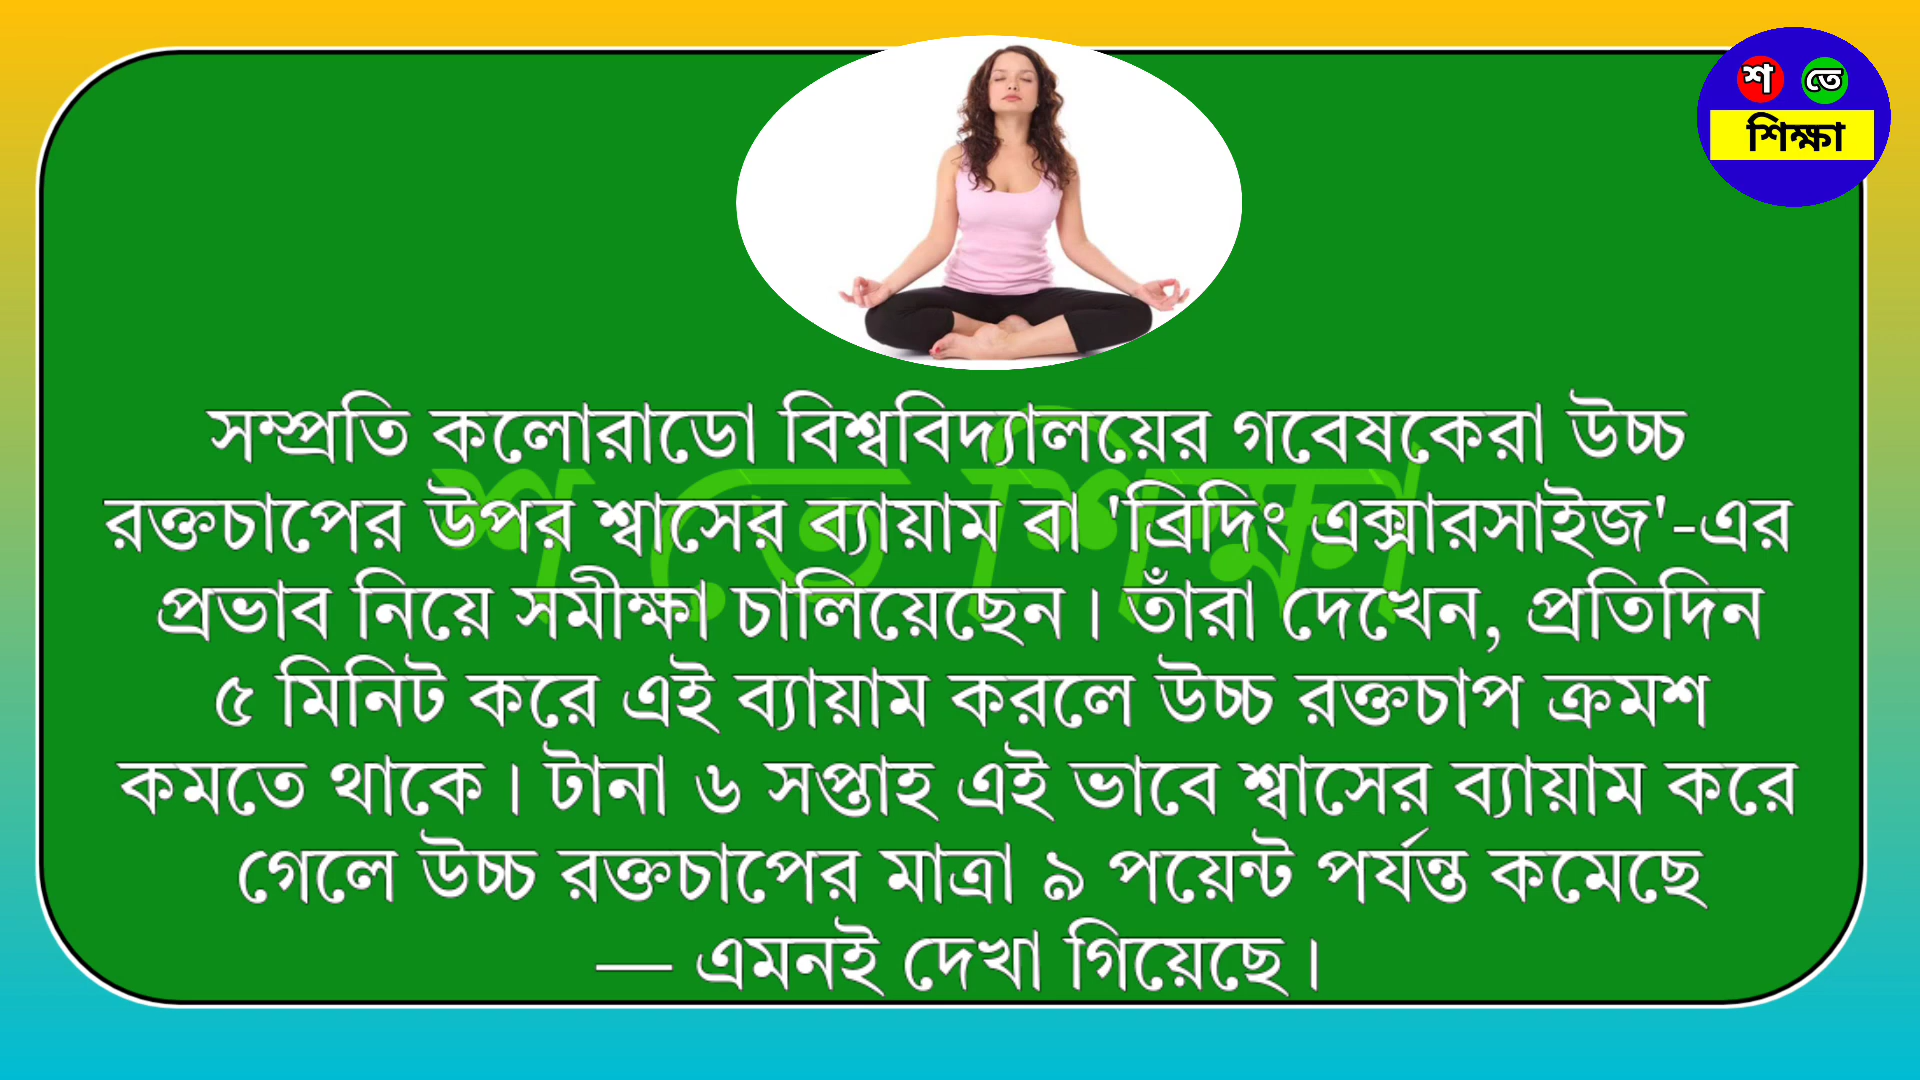 শ তে
শিক্ষা
সম্প্রতি কলোরাডো বিশ্ববিদ্যালয়ের গবেষকেরা উচ্চ
রক্তচাপের উপর শ্বাসের ব্যায়াম বা 'ব্রিদিং এক্সারসাইজ'-এর
প্রভাব নিয়ে সমীক্ষা চালিয়েছেন। তাঁরা দেখেন, প্রতিদিন
৫ মিনিট করে এই ব্যায়াম করলে উচ্চ রক্তচাপ ক্রমশ
কমতে থাকে। টানা ৬ সপ্তাহ এই ভাবে শ্বাসের ব্যায়াম করে
গেলে উচ্চ রক্তচাপের মাত্রা ৯ পয়েন্ট পর্যন্ত কমেছে
— এমনই দেখা গিয়েছে।
শ তে শিক্ষা